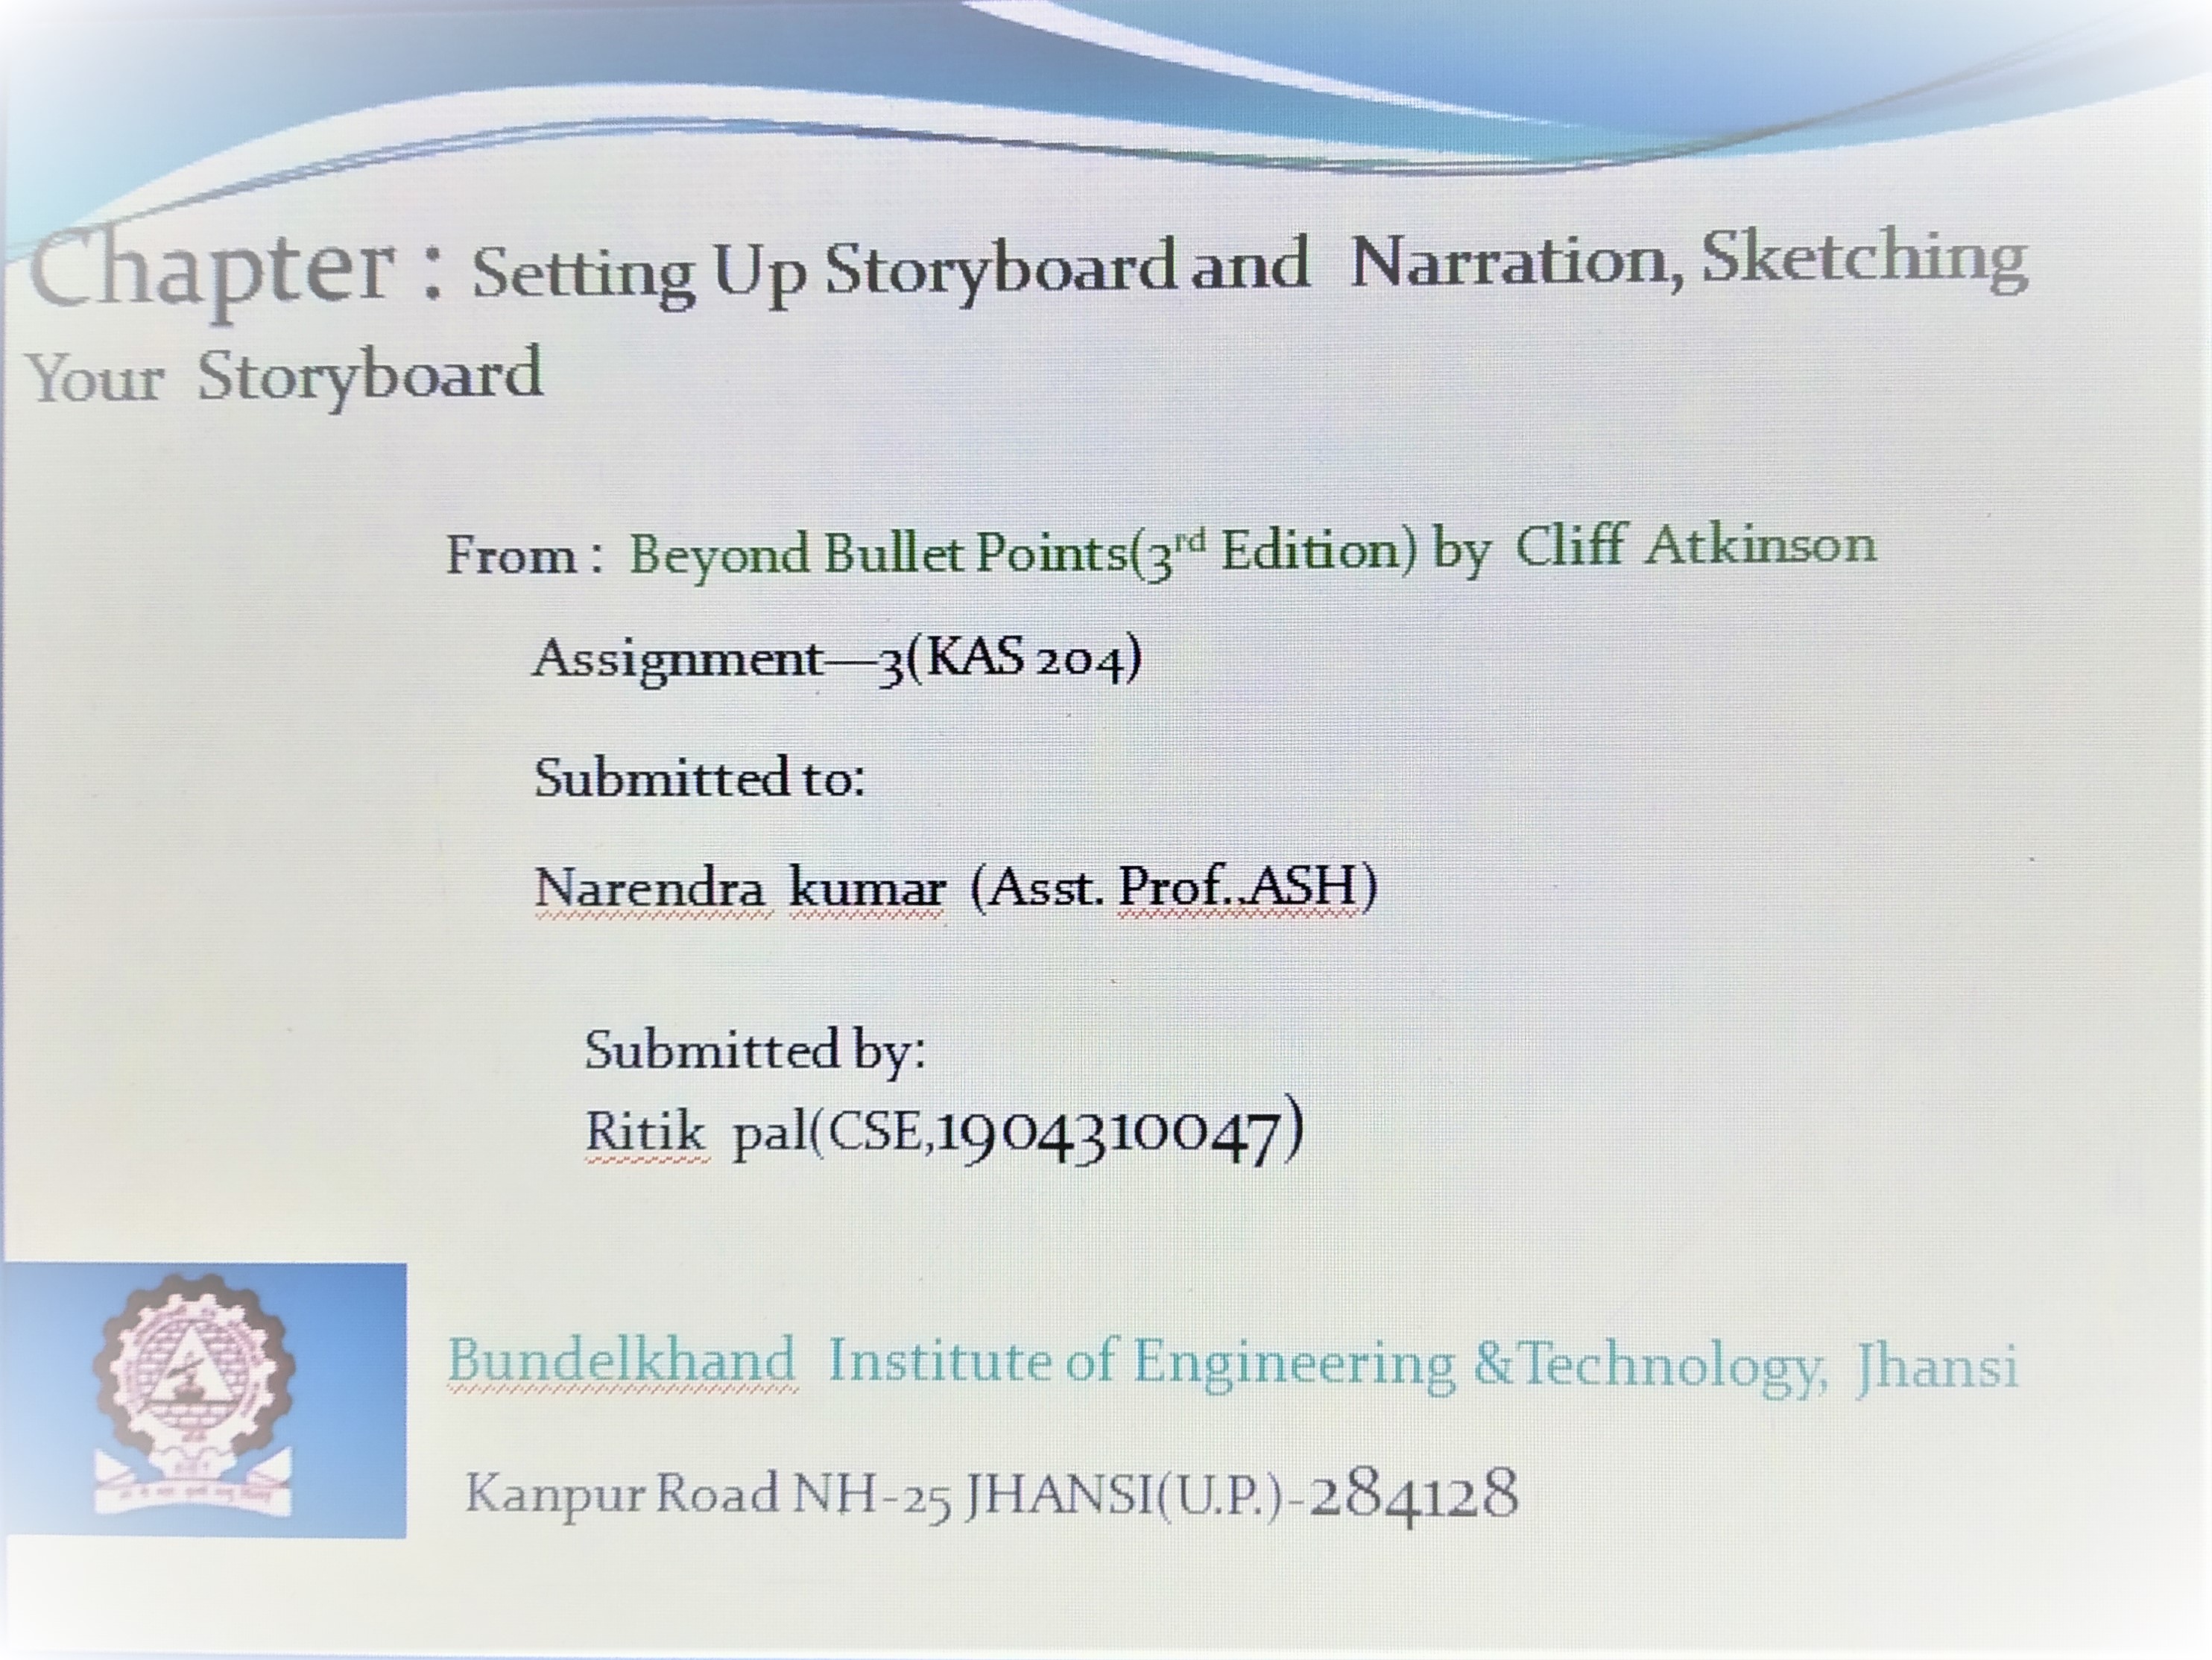 Chapter : Setting Up Storyboard and Narration, Sketching
Your Storyboard
From : Beyond Bullet Points(3rd Edition) by Cliff Atkinson
Assignment—3(KAS 204)
Submitted to:
Narendra kumar (Asst. Prof.,ASH)
Submitted by:
Ritik pal(CSE,1904310047)
Bundelkhand Institute of Engineering &Technology, Jhansi
Kanpur Road NH-25 JHANSI(U.P.)-284128